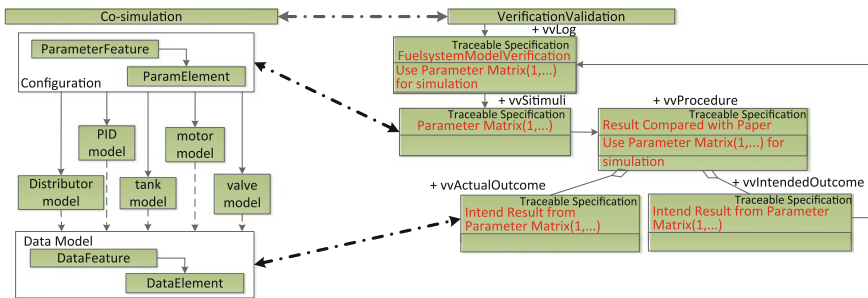 Co-simulation
VerificationValidation
+ vvLog
ParameterFeature
ParamElement
Configuration
Traceable Specification
FuelsystemModelVerification
Use Parameter Matrix(1,...)
for simulation
+ vvSitimuli
Traceable Specification
Parameter Matrix(1,...)
+ vvProcedure
Traceable Specification
Result Compared with Paper
Use Parameter Matrix(1,...) for
simulation
PID
model
motor
model
Distributor
model
tank
model
valve
model
+ vvActualOutcome
Traceable Specification
Intend Result from
Parameter Matrix(1,...)
+ vvIntendedOutcome
Traceable Specification
Intend Result from Parameter
Matrix(1,...)
Data Model
DataFeature
DataElement